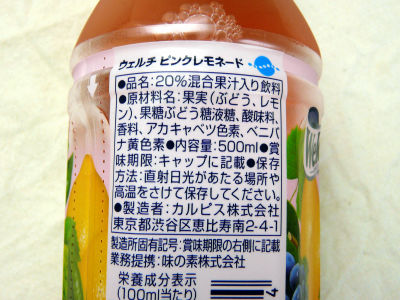 ウェルチ ピンクレモネード
●品名:20%混合果汁入り飲料
●原材料名:果実(ぶどう、レモ
ン)、果糖ぶどう糖液糖、酸味料、
香料、アカキャベツ色素、ベニバ
ナ黄色素●内容量:500ml●賞
味期限:キャップに記載●保存
方法:直射日光があたる場所や
高温をさけて保存してください。
●製造者:カルピス株式会社
東京都渋谷区恵比寿南2-4-1
製造所固有記号:賞味期限の右側に記載
業務提携:味の素株式会社
栄養成分表示
(100ml当たり)
Wel